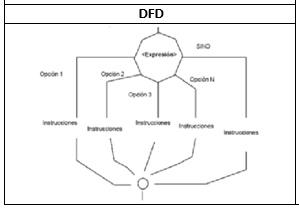 DFD
<Expresión>
SINO
Opción 1
Opción 2
Opción N
Opción 3
Instrucciones
Instrucciones
Instrucciones
Instrucciones
Instrucciones